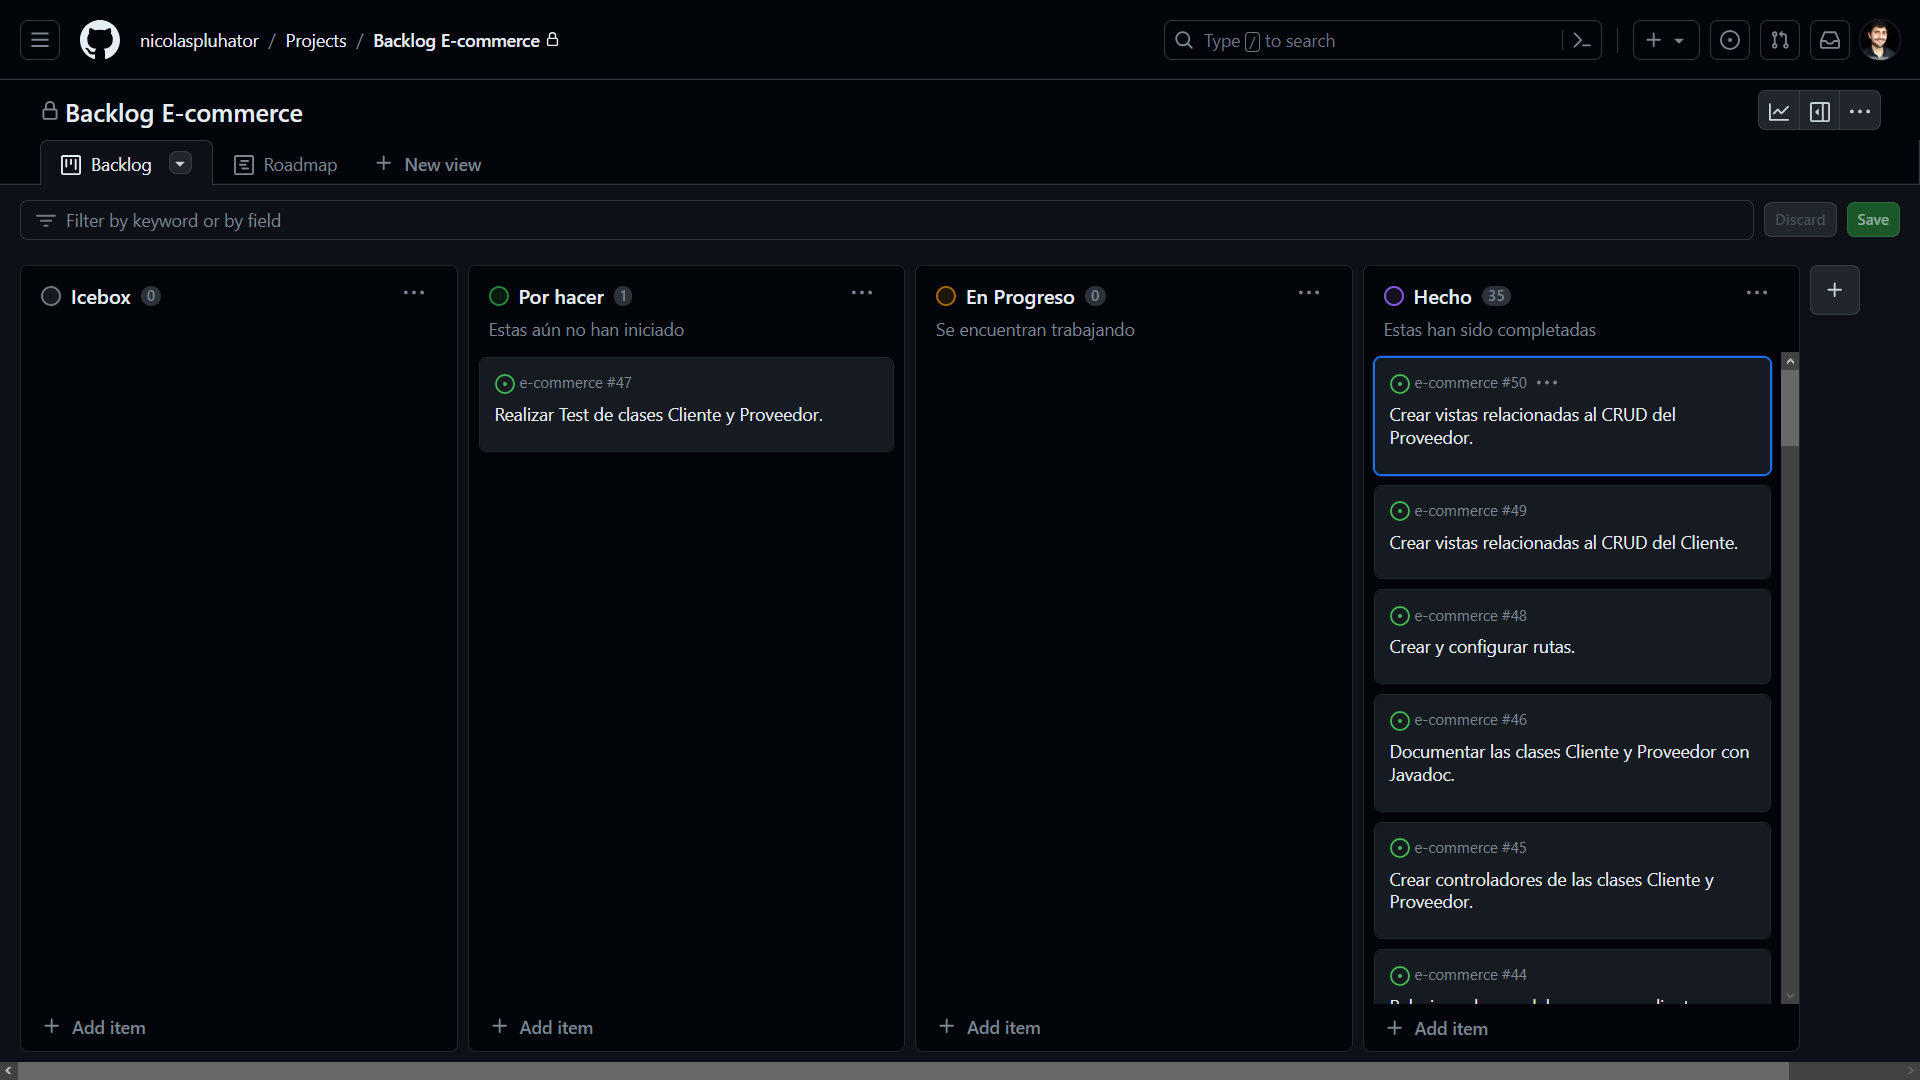 nicolaspluhator / Projects / Backlog E-commerce
Type / to search
Backlog E-commerce
Backlog
Roadmap
New view
Filter by keyword or by field
Discard
Save
Icebox 0
Add item
Por hacer 1
Estas aún no han iniciado
e-commerce #47
Realizar Test de clases Cliente y Proveedor.
Add item
En Progreso 0
Se encuentran trabajando
Add item
Hecho 35
Estas han sido completadas
e-commerce #50
Crear vistas relacionadas al CRUD del
Proveedor.
e-commerce #49
Crear vistas relacionadas al CRUD del Cliente.
e-commerce #48
Crear y configurar rutas.
e-commerce #46
Documentar las clases Cliente y Proveedor con
Javadoc.
e-commerce #45
Crear controladores de las clases Cliente y
Proveedor.
e-commerce #44
Add item